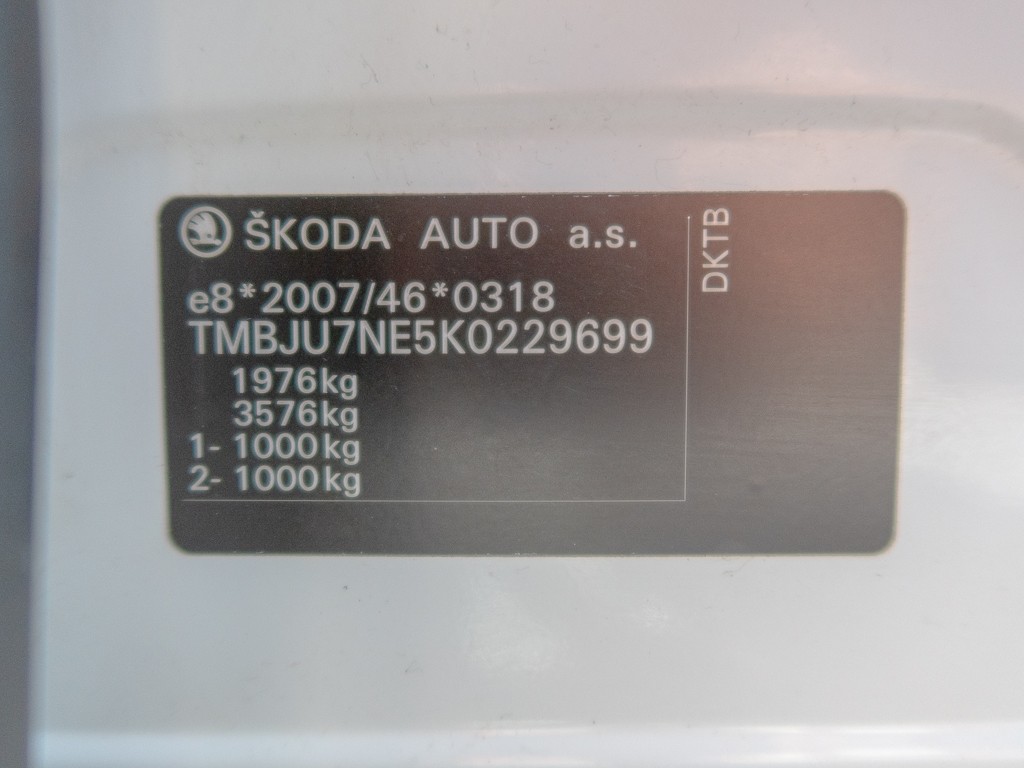 ŠKODA AUTO a.s.
e8*2007/46*0318
TMBJU7NE5K0229699
1976kg
3576kg
1- 1000kg
2- 1000kg
DKTB